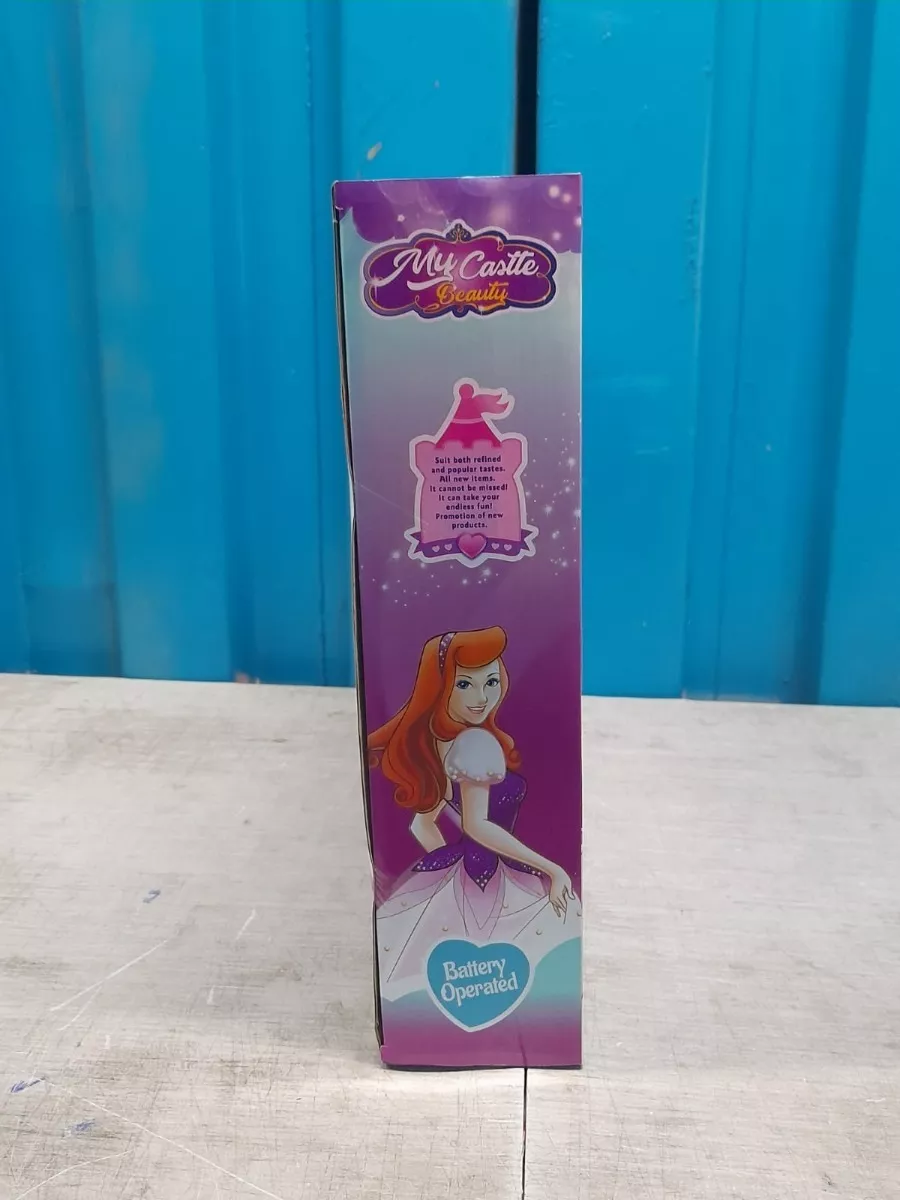 My Castle
Beauty
Suit both refined
and popular tastes.
All new items.
It cannot be missed!
It can take your
endless fun!
Promotion of new
products.
Battery
Operated